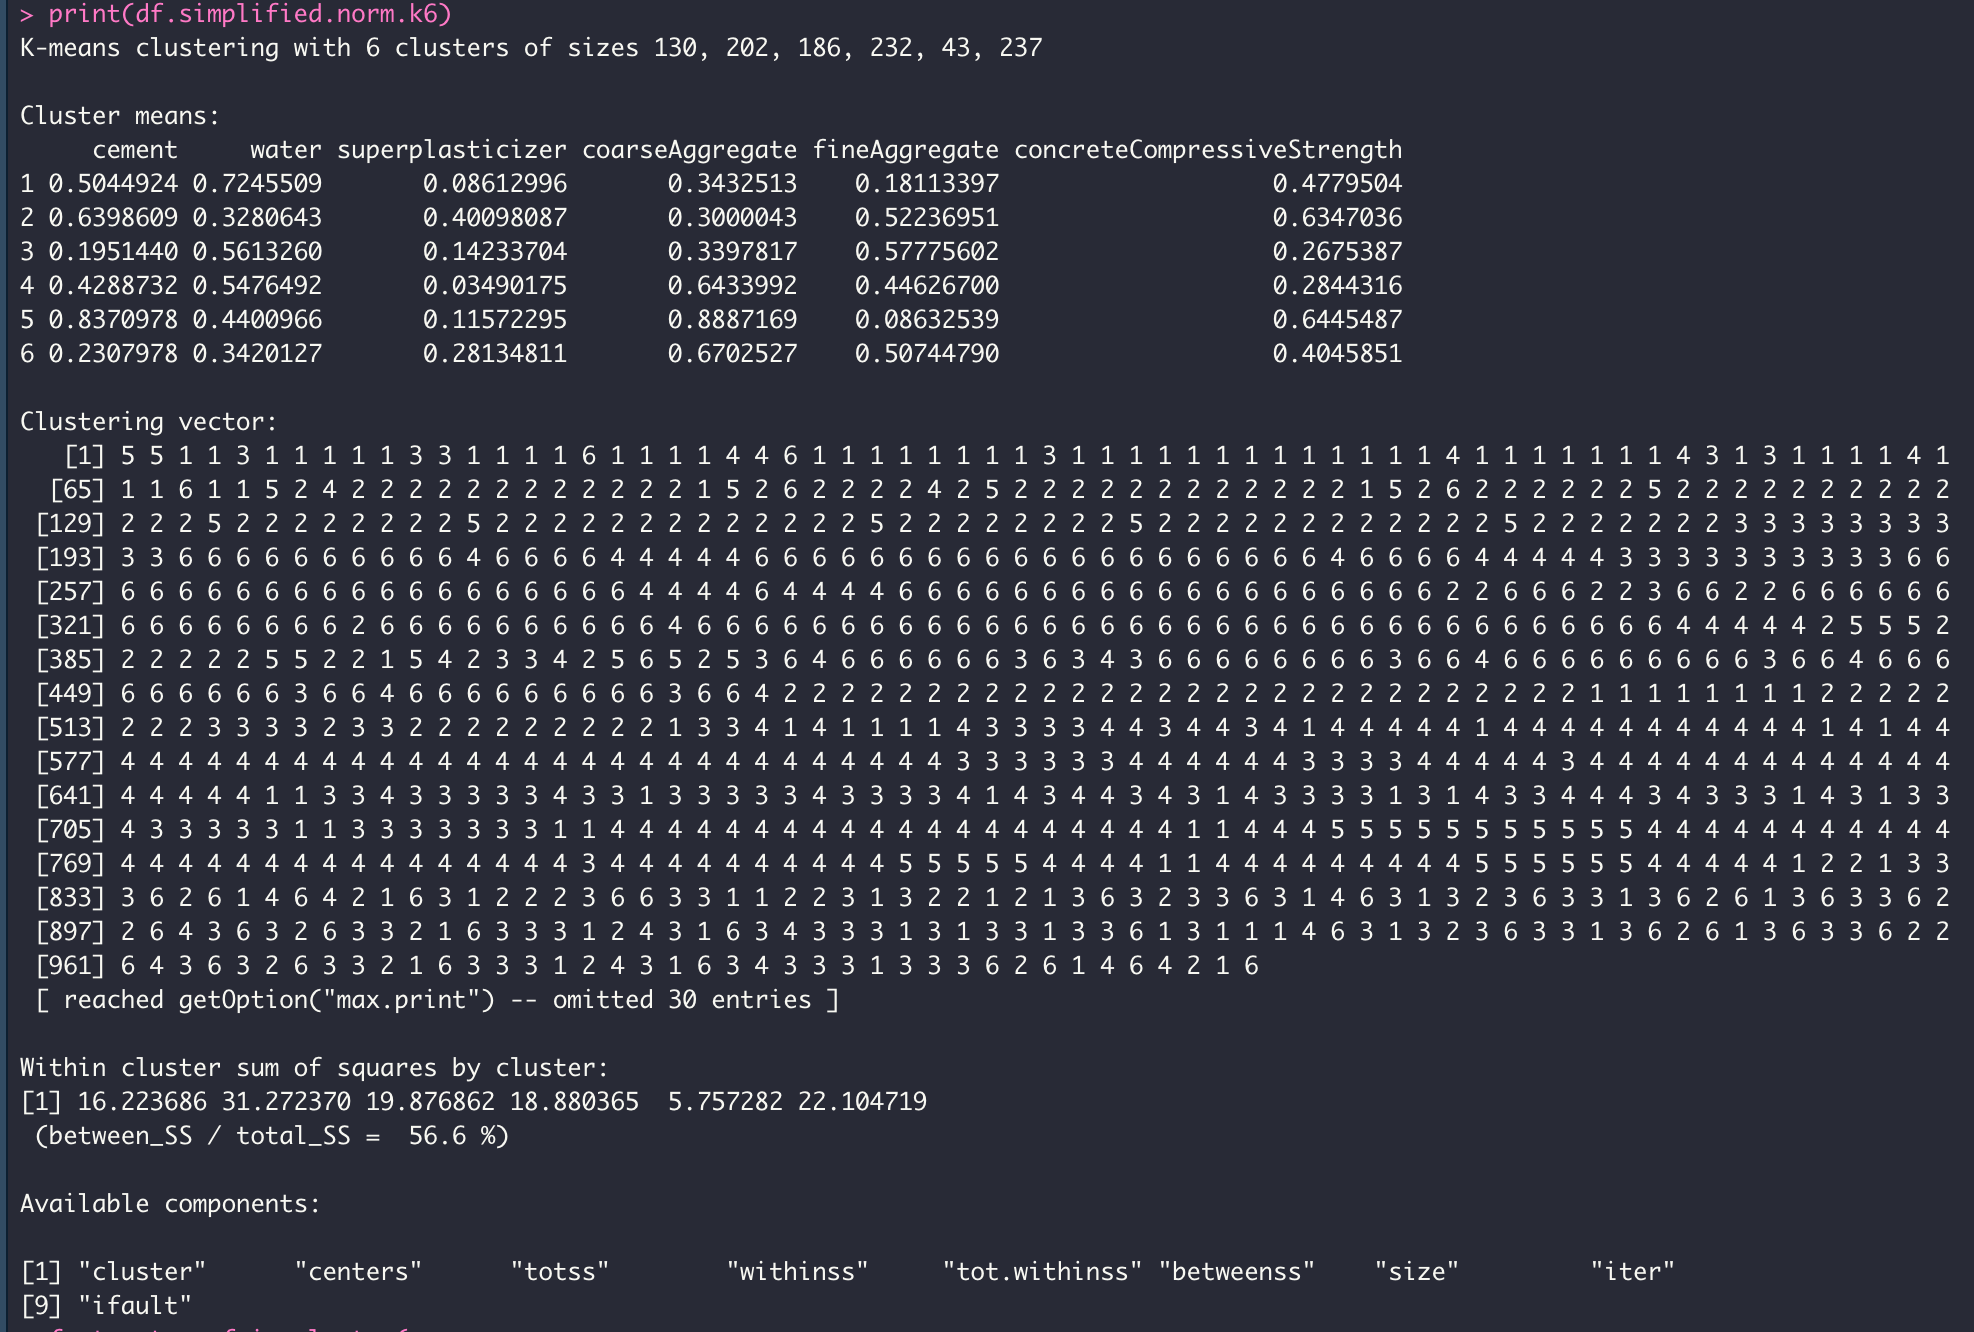 > print(df.simplified.norm.k6)
K-means clustering with 6 clusters of sizes 130, 202, 186, 232, 43, 237
Cluster means:
cement water superplasticizer coarseAggregate fineAggregate concreteCompressiveStrength
1 0.5044924 0.7245509 0.08612996 0.3432513 0.18113397 0.4779504
2 0.6398609 0.3280643 0.40098087 0.3000043 0.52236951 0.6347036
3 0.1951440 0.5613260 0.14233704 0.3397817 0.57775602 0.2675387
4 0.4288732 0.5476492 0.03490175 0.6433992 0.44626700 0.2844316
5 0.8370978 0.4400966 0.11572295 0.8887169 0.08632539 0.6445487
6 0.2307978 0.3420127 0.28134811 0.6702527 0.50744790 0.4045851
Clustering vector:
[1] 5 5 1 1 3 1 1 1 1 1 3 3 1 1 1 1 6 1 1 1 1 4 4 6 1 1 1 1 1 1 1 1 3 1 1 1 1 1 1 1 1 1 1 1 1 1 4 1 1 1 1 1 1 1 4 3 1 3 1 1 1 1 4 1
[65] 1 1 6 1 1 5 2 4 2 2 2 2 2 2 2 2 2 2 2 2 1 5 2 6 2 2 2 2 4 2 5 2 2 2 2 2 2 2 2 2 2 2 2 1 5 2 6 2 2 2 2 2 2 5 2 2 2 2 2 2 2 2 2 2
[129] 2 2 2 5 2 2 2 2 2 2 2 2 5 2 2 2 2 2 2 2 2 2 2 2 2 2 5 2 2 2 2 2 2 2 2 5 2 2 2 2 2 2 2 2 2 2 2 2 5 2 2 2 2 2 2 2 3 3 3 3 3 3 3 3
[193] 3 3 6 6 6 6 6 6 6 6 6 6 4 6 6 6 6 4 4 4 4 4 6 6 6 6 6 6 6 6 6 6 6 6 6 6 6 6 6 6 6 6 4 6 6 6 6 4 4 4 4 4 3 3 3 3 3 3 3 3 3 3 6 6
[257] 6 6 6 6 6 6 6 6 6 6 6 6 6 6 6 6 6 6 4 4 4 4 6 4 4 4 4 6 6 6 6 6 6 6 6 6 6 6 6 6 6 6 6 6 6 6 2 2 6 6 6 2 2 3 6 6 2 2 6 6 6 6 6 6
[321] 6 6 6 6 6 6 6 6 2 6 6 6 6 6 6 6 6 6 6 4 6 6 6 6 6 6 6 6 6 6 6 6 6 6 6 6 6 6 6 6 6 6 6 6 6 6 6 6 6 6 6 6 6 6 4 4 4 4 4 2 5 5 5 2
[385] 2 2 2 2 2 5 5 2 2 1 5 4 2 3 3 4 2 5 6 5 2 5 3 6 4 6 6 6 6 6 6 3 6 3 4 3 6 6 6 6 6 6 6 6 3 6 6 4 6 6 6 6 6 6 6 6 6 3 6 6 4 6 6 6
[449] 6 6 6 6 6 6 3 6 6 4 6 6 6 6 6 6 6 6 6 3 6 6 4 2 2 2 2 2 2 2 2 2 2 2 2 2 2 2 2 2 2 2 2 2 2 2 2 2 2 2 2 1 1 1 1 1 1 1 1 2 2 2 2 2
[513] 2 2 2 3 3 3 3 2 3 3 2 2 2 2 2 2 2 2 2 1 3 3 4 1 4 1 1 1 1 4 3 3 3 3 4 4 3 4 4 3 4 1 4 4 4 4 4 1 4 4 4 4 4 4 4 4 4 4 4 1 4 1 4 4
[577] 4 4 4 4 4 4 4 4 4 4 4 4 4 4 4 4 4 4 4 4 4 4 4 4 4 4 4 4 4 3 3 3 3 3 3 4 4 4 4 4 4 3 3 3 3 4 4 4 4 4 3 4 4 4 4 4 4 4 4 4 4 4 4 4
[641] 4 4 4 4 4 1 1 3 3 4 3 3 3 3 3 4 3 3 1 3 3 3 3 3 4 3 3 3 3 4 1 4 3 4 4 3 4 3 1 4 3 3 3 3 1 3 1 4 3 3 4 4 4 3 4 3 3 3 1 4 3 1 3 3
[705] 4 3 3 3 3 3 1 1 3 3 3 3 3 3 3 1 1 4 4 4 4 4 4 4 4 4 4 4 4 4 4 4 4 4 4 4 4 1 1 4 4 4 5 5 5 5 5 5 5 5 5 5 5 4 4 4 4 4 4 4 4 4 4 4
[769] 4 4 4 4 4 4 4 4 4 4 4 4 4 4 4 4 3 4 4 4 4 4 4 4 4 4 4 5 5 5 5 5 4 4 4 4 1 1 4 4 4 4 4 4 4 4 4 5 5 5 5 5 5 4 4 4 4 4 1 2 2 1 3 3
[833] 3 6 2 6 1 4 6 4 2 1 6 3 1 2 2 2 3 6 6 3 3 1 1 2 2 3 1 3 2 2 1 2 1 3 6 3 2 3 3 6 3 1 4 6 3 1 3 2 3 6 3 3 1 3 6 2 6 1 3 6 3 3 6 2
[897] 2 6 4 3 6 3 2 6 3 3 2 1 6 3 3 3 1 2 4 3 1 6 3 4 3 3 3 1 3 1 3 3 1 3 3 6 1 3 1 1 1 4 6 3 1 3 2 3 6 3 3 1 3 6 2 6 1 3 6 3 3 6 2 2
[961] 6 4 3 6 3 2 6 3 3 2 1 6 3 3 3 1 2 4 3 1 6 3 4 3 3 3 1 3 3 3 6 2 6 1 4 6 4 2 1 6
[ reached getOption("max.print") -- omitted 30 entries ]
Within cluster sum of squares by cluster:
[1] 16.223686 31.272370 19.876862 18.880365 5.757282 22.104719
(between_SS / total_SS = 56.6 %)
Available components:
[1] "cluster" "centers" "totss" "withinss" "tot.withinss" "betweenss" "size" "iter"
[9] "ifault"